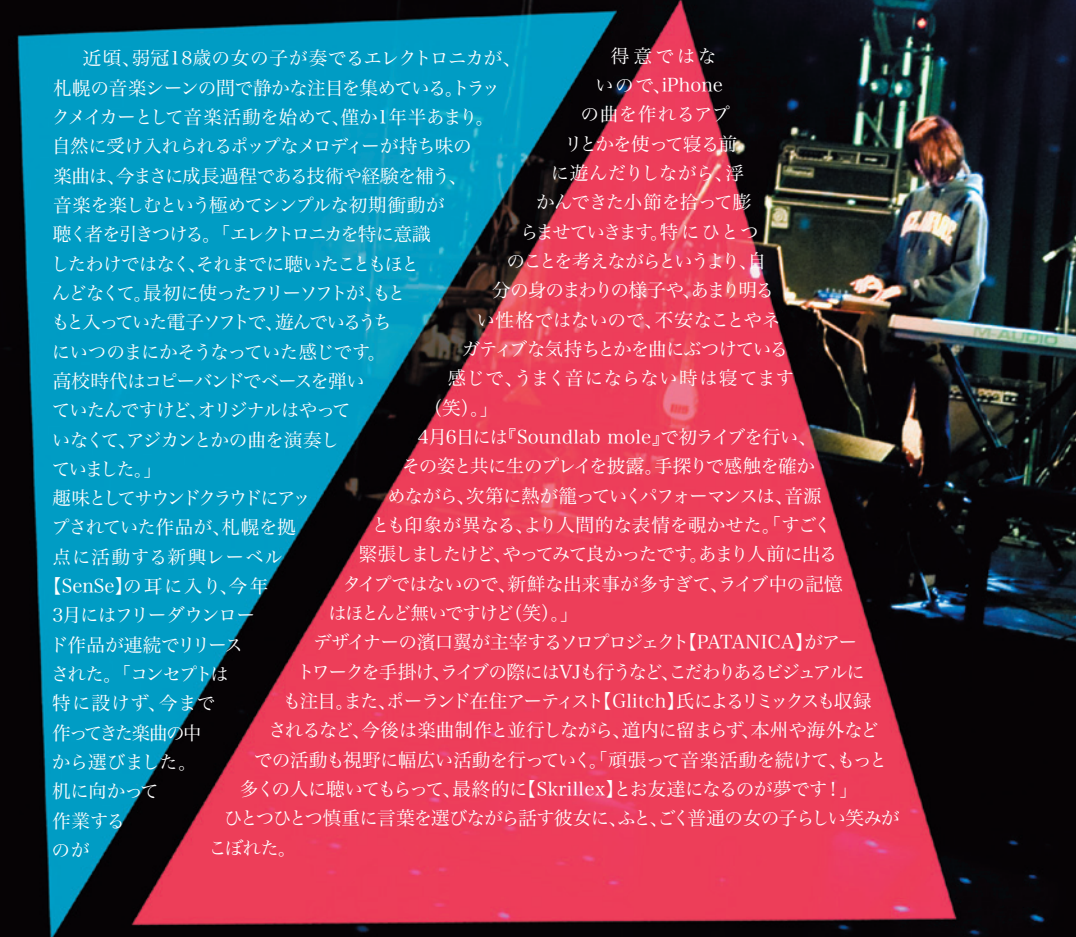 近頃、弱冠18歳の女の子が奏でるエレクトロニカが、
札幌の音楽シーンの間で静かな注目を集めている。トラッ
クメイカーとして音楽活動を始めて、僅か1年半あまり。
自然に受け入れられるポップなメロディーが持ち味の
楽曲は、今まさに成長過程である技術や経験を補う、
音楽を楽しむという極めてシンプルな初期衝動が
聴く者を引きつける。「エレクトロニカを特に意識
したわけではなく、それまでに聴いたこともほと
んどなくて。最初に使ったフリーソフトが、もと
もと入っていた電子ソフトで、遊んでいるうち
にいつのまにかそうなっていた感じです。
高校時代はコピーバンドでベースを弾い
ていたんですけど、オリジナルはやって
いなくて、アジカンとかの曲を演奏し
ていました。」
趣味としてサウンドクラウドにアッ
プされていた作品が、札幌を拠
点に活動する新興レーベル
【SenSe】の耳に入り、今年
3月にはフリーダウンロー
ド作品が連続でリリース
された。「コンセプトは
特に設けず、今まで
作ってきた楽曲の中
から選びました。
机に向かって
作業する
のが
得意ではな
いので、iPhone
の曲を作れるアプ
リとかを使って寝る前
に遊んだりしながら、浮
かんできた小節を拾って膨
らませていきます。特にひとつ
のことを考えながらというより、自
分の身のまわりの様子や、あまり明る
い性格ではないので、不安なことやネ
ガティブな気持ちとかを曲にぶつけている
感じで、うまく音にならない時は寝てます
(笑)。」
4月6日には『Soundlab mole』で初ライブを行い、
その姿と共に生のプレイを披露。手探りで感触を確か
めながら、次第に熱が籠っていくパフォーマンスは、音源
とも印象が異なる、より人間的な表情を覗かせた。「すごく
緊張しましたけど、やってみて良かったです。あまり人前に出る
タイプではないので、新鮮な出来事が多すぎて、ライブ中の記憶
はほとんど無いですけど(笑)。」
デザイナーの濱口翼が主宰するソロプロジェクト【PATANICA】がアー
トワークを手掛け、ライブの際にはVJも行うなど、こだわりあるビジュアルに
も注目。また、ポーランド在住アーティスト【Glitch】氏によるリミックスも収録
されるなど、今後は楽曲制作と並行しながら、道内に留まらず、本州や海外など
での活動も視野に幅広い活動を行っていく。「頑張って音楽活動を続けて、もっと
多くの人に聴いてもらって、最終的に【Skrillex】とお友達になるのが夢です!」
ひとつひとつ慎重に言葉を選びながら話す彼女に、ふと、ごく普通の女の子らしい笑みが
こぼれた。
M-AUDIO